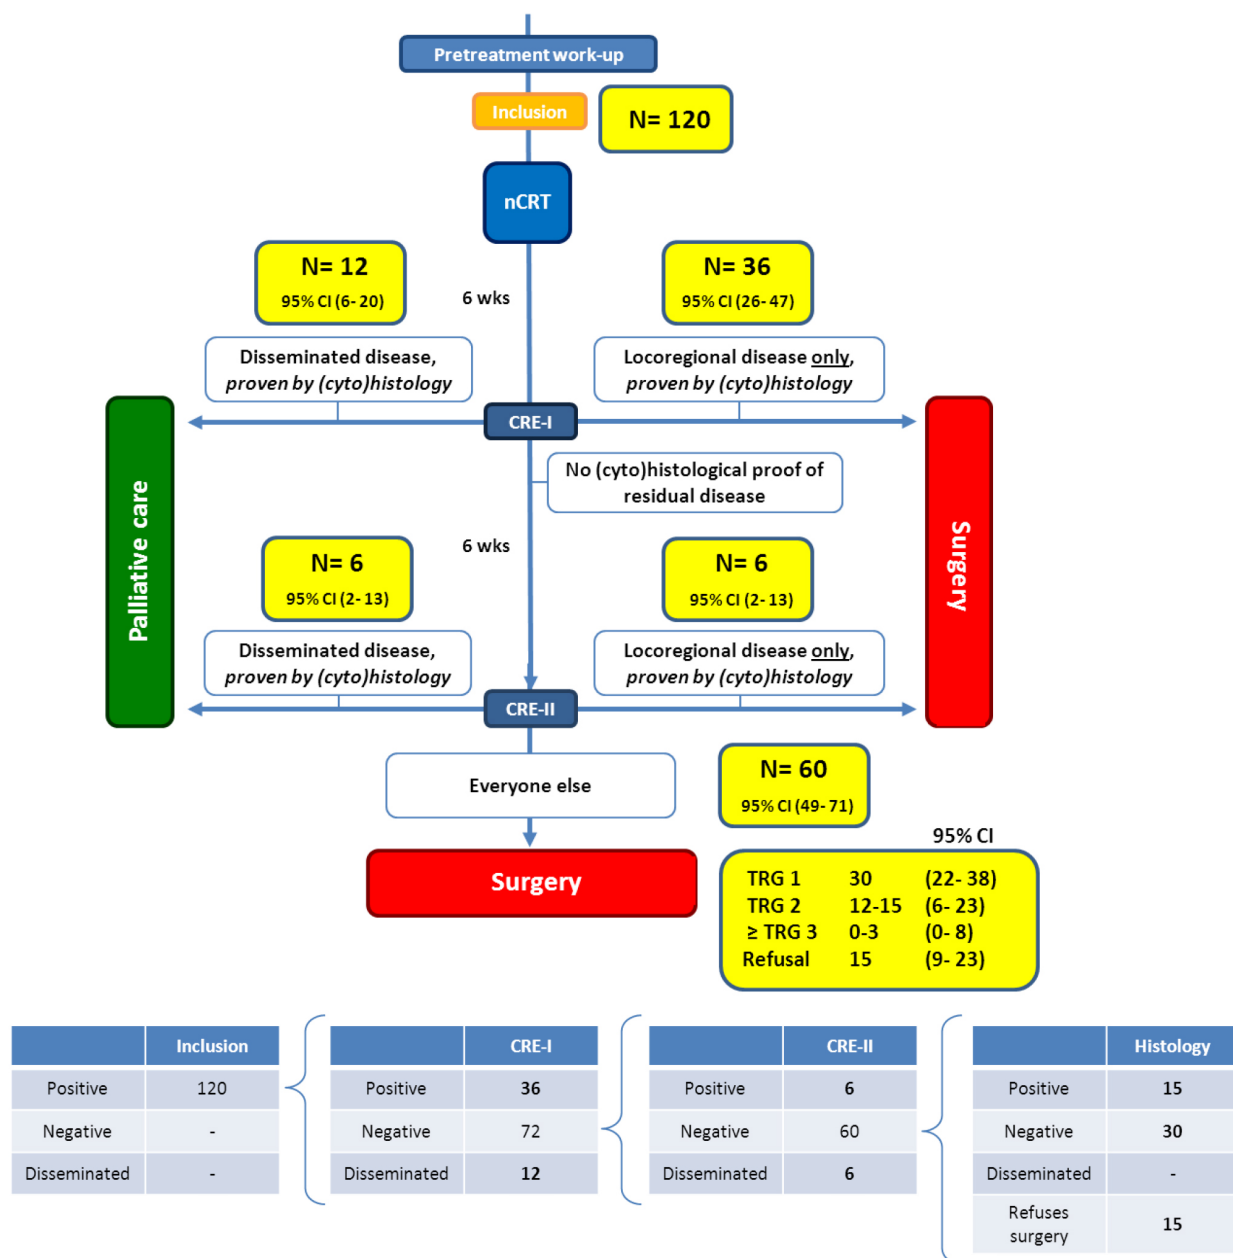 Pretreatment work-up
Inclusion
N= 120
nCRT
N= 12
95% CI (6- 20)
6 wks
N= 36
95% CI (26- 47)
Disseminated disease,
proven by (cyto)histology
Locoregional disease only,
proven by (cyto)histology
CRE-I
No (cyto)histological proof of
residual disease
Palliative care
Surgery
6 wks
N= 6
95% CI (2- 13)
N= 6
95% CI (2- 13)
Disseminated disease,
proven by (cyto)histology
Locoregional disease only,
proven by (cyto)histology
CRE-II
Everyone else
N= 60
95% CI (49- 71)
Surgery
95% CI
TRG 1 30 (22- 38)
TRG 2 12-15 (6- 23)
≥ TRG 3 0-3 (0- 8)
Refusal 15 (9- 23)
Inclusion
Positive 120
Negative -
Disseminated -
CRE-I
Positive 36
Negative 72
Disseminated 12
CRE-II
Positive 6
Negative 60
Disseminated 6
Histology
Positive 15
Negative 30
Disseminated -
Refuses
surgery 15